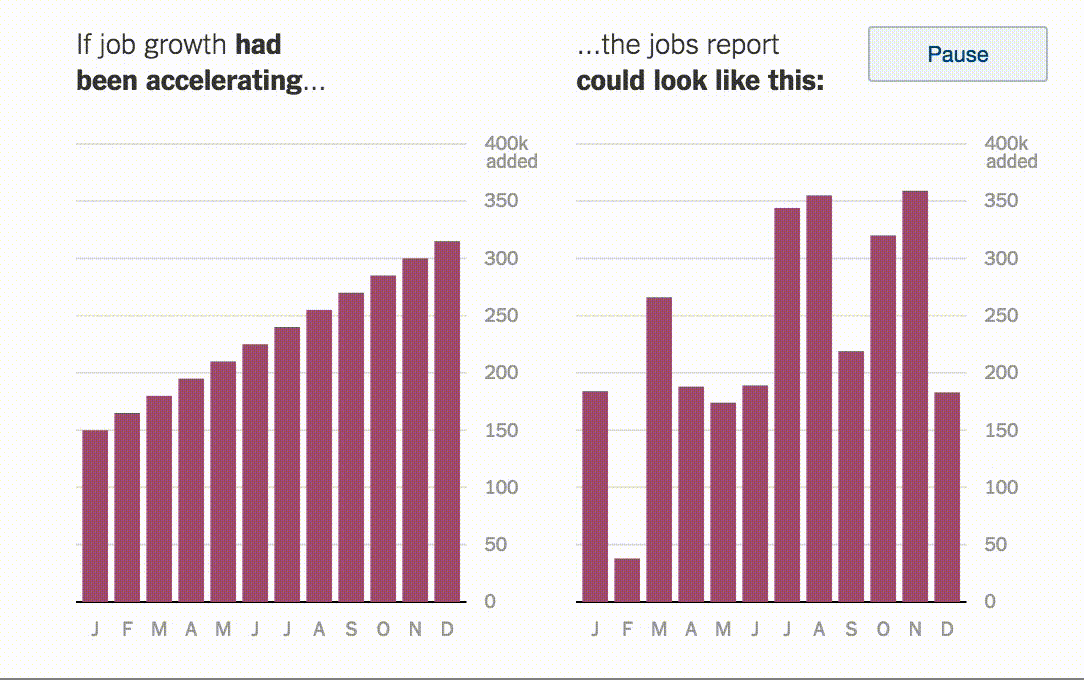 If job growth had
been accelerating...
...the jobs report
could look like this:
Pause
400k
added
350
300
250
200
150
100
50
0
J F M A M J J A S O N D
400k
added
350
300
250
200
150
100
50
0
J F M A M J J A S O N D